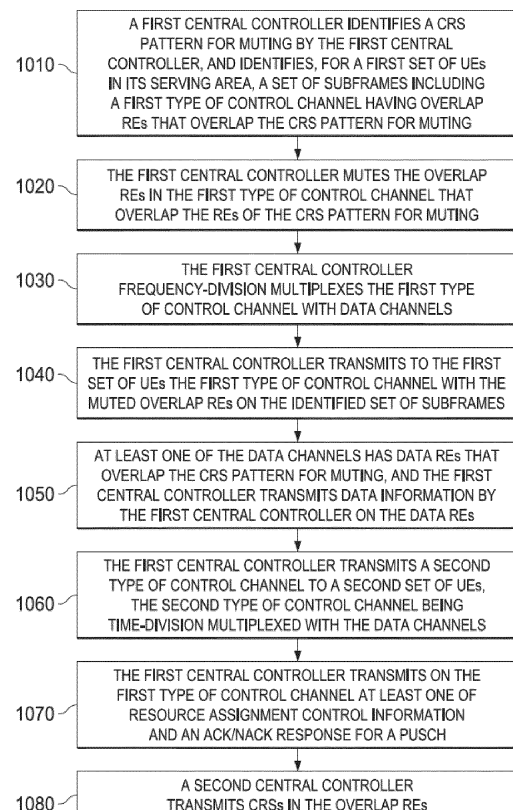 1010
A FIRST CENTRAL CONTROLLER IDENTIFIES A CRS
PATTERN FOR MUTING BY THE FIRST CENTRAL
CONTROLLER, AND IDENTIFIES, FOR A FIRST SET OF UEs
IN ITS SERVING AREA, A SET OF SUBFRAMES INCLUDING
A FIRST TYPE OF CONTROL CHANNEL HAVING OVERLAP
REs THAT OVERLAP THE CRS PATTERN FOR MUTING
1020
THE FIRST CENTRAL CONTROLLER MUTES THE OVERLAP
REs IN THE FIRST TYPE OF CONTROL CHANNEL THAT
OVERLAP THE REs OF THE CRS PATTERN FOR MUTING
1030
THE FIRST CENTRAL CONTROLLER
FREQUENCY-DIVISION MULTIPLEXES THE FIRST TYPE
OF CONTROL CHANNEL WITH DATA CHANNELS
1040
THE FIRST CENTRAL CONTROLLER TRANSMITS TO THE FIRST
SET OF UEs THE FIRST TYPE OF CONTROL CHANNEL WITH THE
MUTED OVERLAP REs ON THE IDENTIFIED SET OF SUBFRAMES
1050
AT LEAST ONE OF THE DATA CHANNELS HAS DATA REs THAT
OVERLAP THE CRS PATTERN FOR MUTING, AND THE FIRST
CENTRAL CONTROLLER TRANSMITS DATA INFORMATION BY
THE FIRST CENTRAL CONTROLLER ON THE DATA REs
1060
THE FIRST CENTRAL CONTROLLER TRANSMITS A SECOND
TYPE OF CONTROL CHANNEL TO A SECOND SET OF UEs,
THE SECOND TYPE OF CONTROL CHANNEL BEING
TIME-DIVISION MULTIPLEXED WITH THE DATA CHANNELS
1070
THE FIRST CENTRAL CONTROLLER TRANSMITS ON THE
FIRST TYPE OF CONTROL CHANNEL AT LEAST ONE OF
RESOURCE ASSIGNMENT CONTROL INFORMATION
AND AN ACK/NACK RESPONSE FOR A PUSCH
1080
A SECOND CENTRAL CONTROLLER
TRANSMITS CRSs IN THE OVERLAP REs